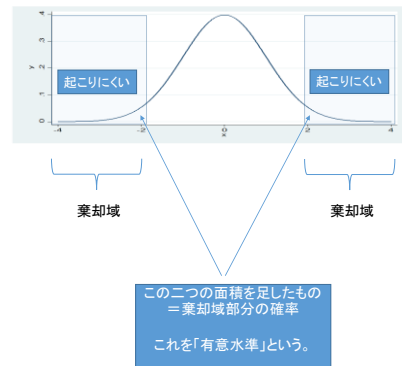 .4
.3
.2
.1
0
y
起こりにくい
起こりにくい
-4
-2
0
2
4
x
棄却域
棄却域
この二つの面積を足したもの
＝棄却域部分の確率
これを「有意水準」という。